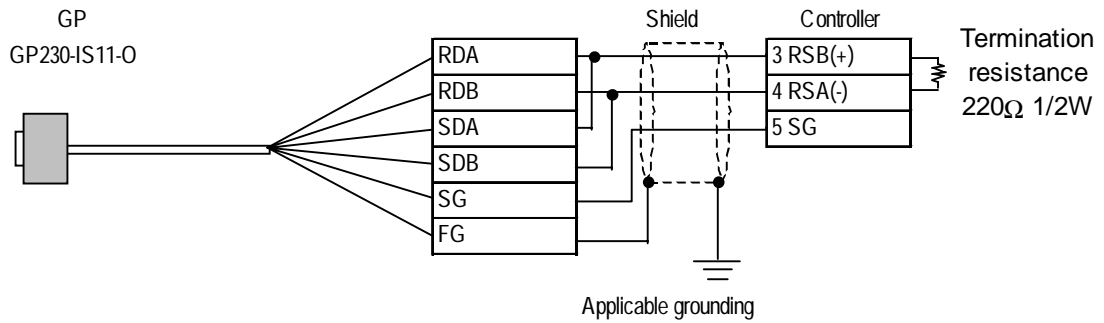 GP
GP230-IS11-O
RDA
RDB
SDA
SDB
SG
FG
Shield
Applicable grounding
Controller
3 RSB(+)
4 RSA(-)
5 SG
Termination
resistance
220Ω 1/2W